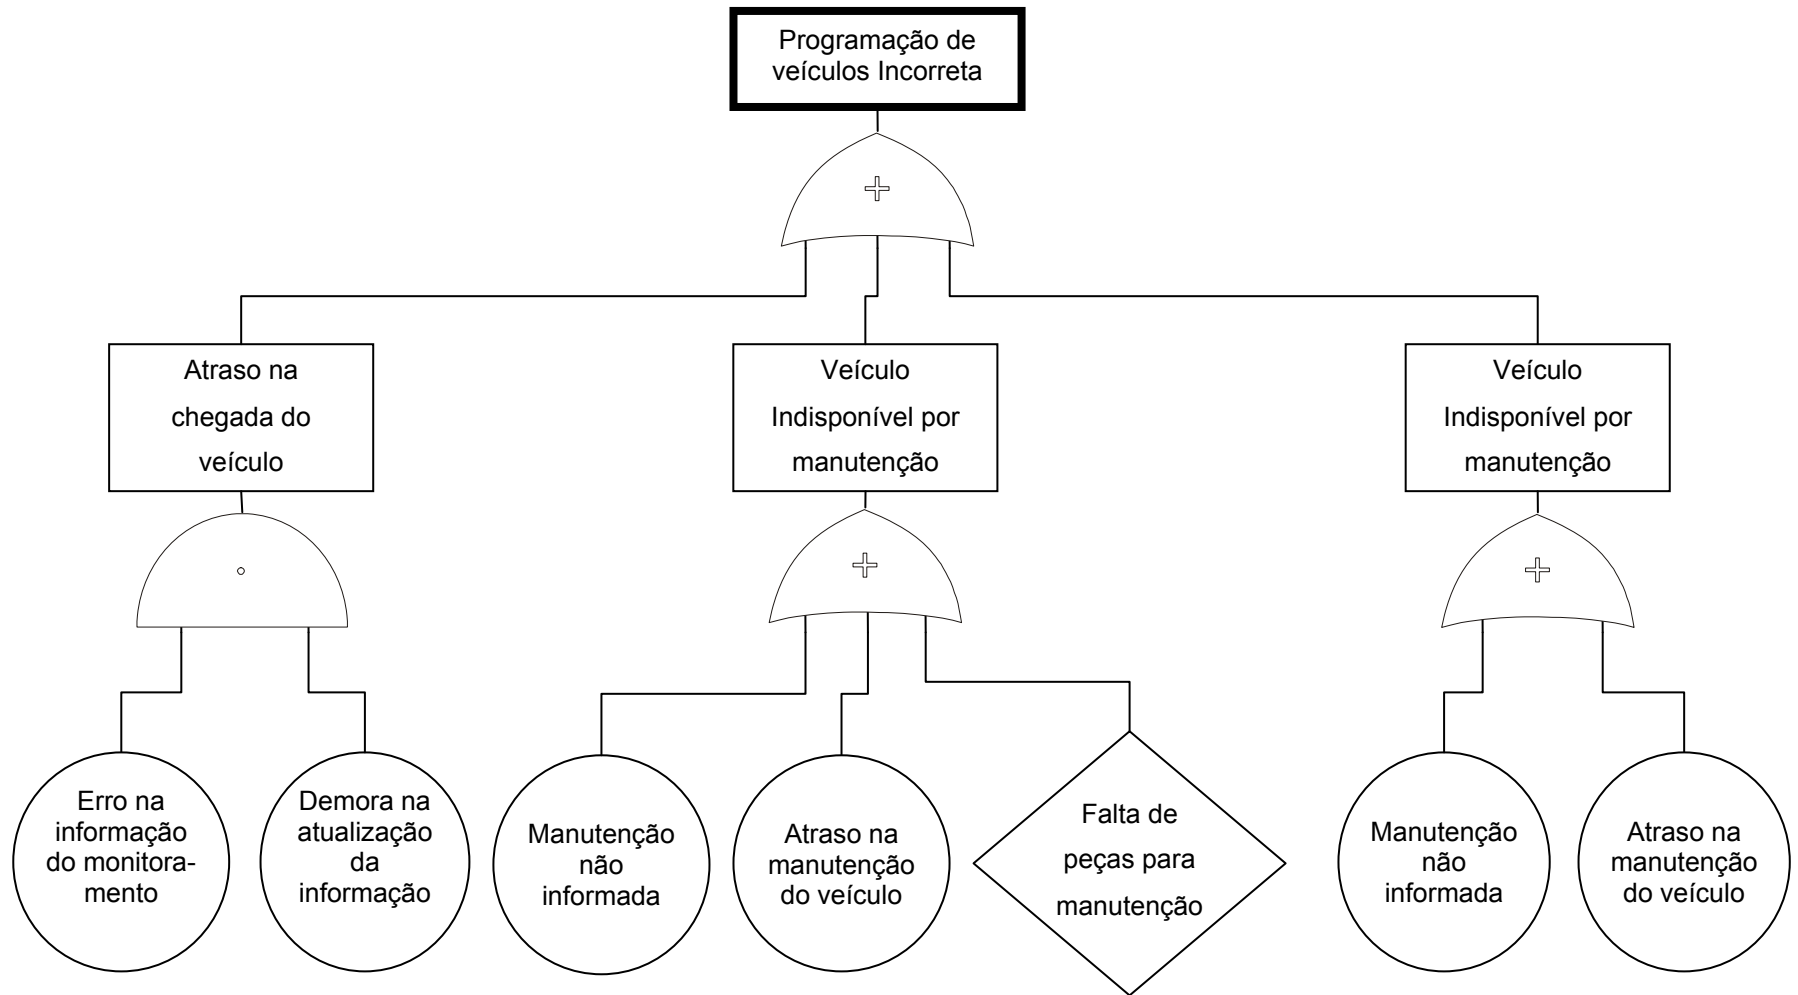 Programação de
veículos Incorreta
Atraso na
chegada do
veículo
Veículo
Indisponível por
manutenção
Veículo
Indisponível por
manutenção
Erro na
informação
do monitora-
mento
Demora na
atualização
da
informação
Manutenção
não
informada
Atraso na
manutenção
do veículo
Falta de
peças para
manutenção
Manutenção
não
informada
Atraso na
manutenção
do veículo